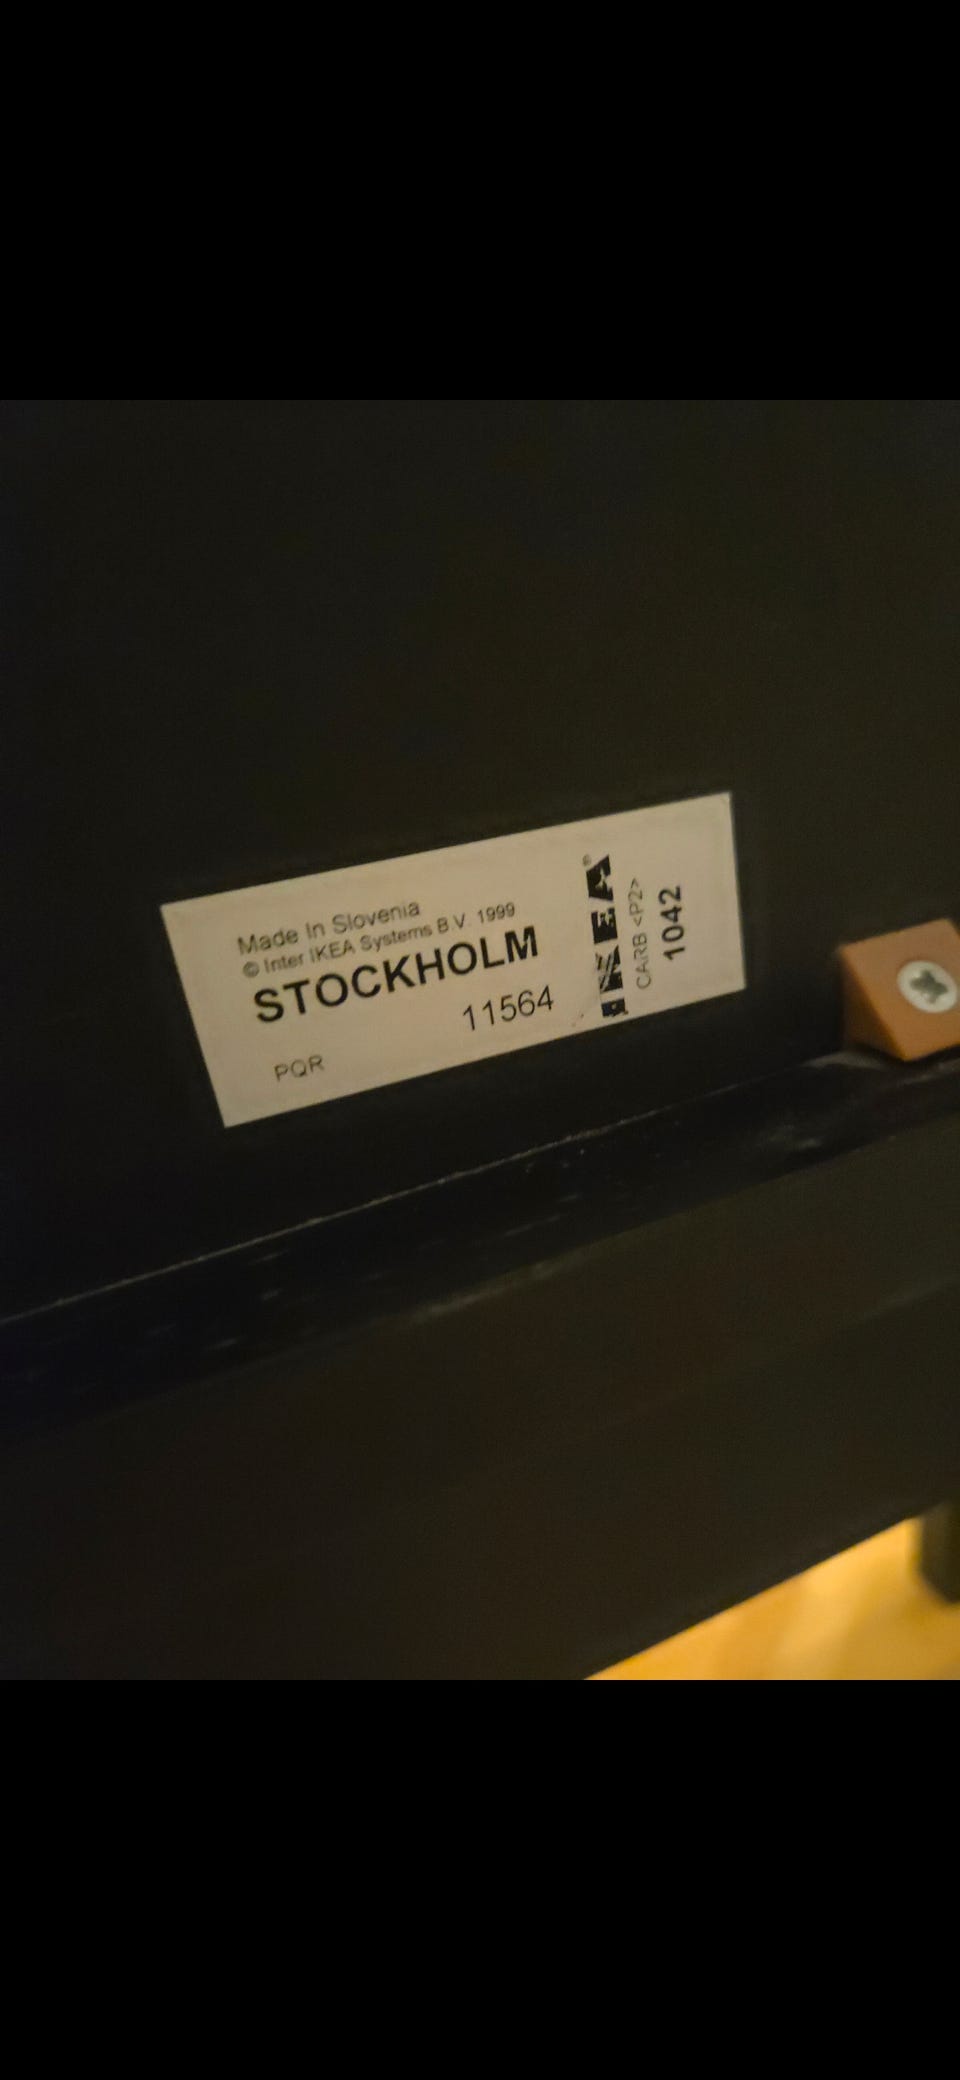 Made In Slovenia
© Inter IKEA Systems B.V. 1999
STOCKHOLM
11564
PQR
IKEA®
CARB <P2>
1042